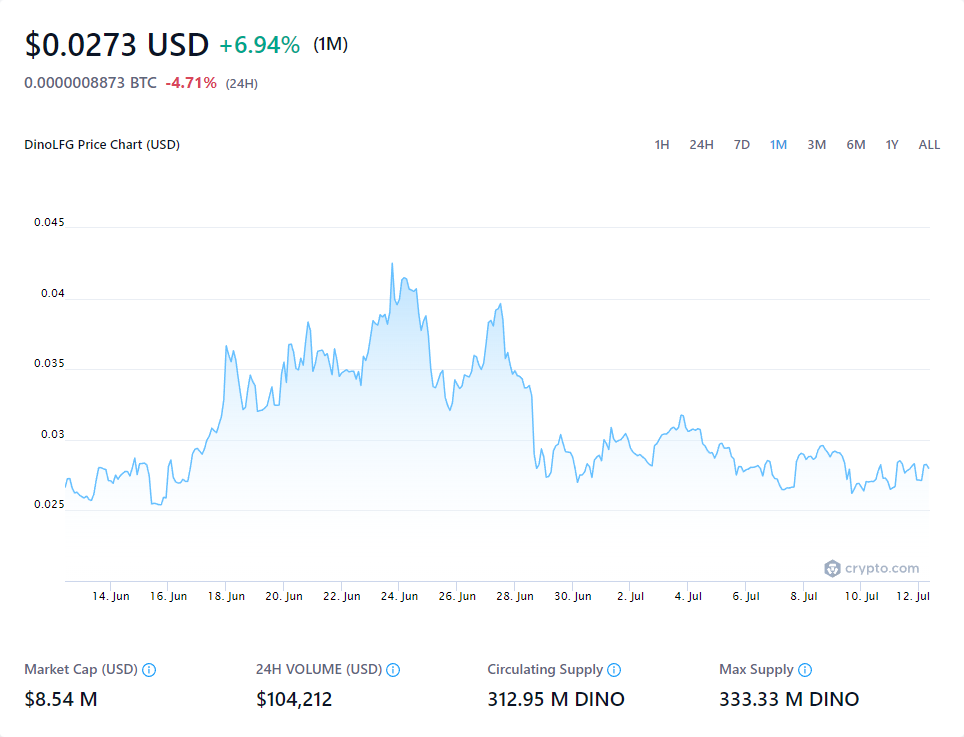 $0.0273 USD +6.94% (1M)
0.0000008873 BTC -4.71% (24H)
DinoLFG Price Chart (USD) 1H 24H 7D 1M 3M 6M 1Y ALL
0.045
0.04
0.035
0.03
0.025
crypto.com
14. Jun 16. Jun 18. Jun 20. Jun 22. Jun 24. Jun 26. Jun 28. Jun 30. Jun 2. Jul 4. Jul 6. Jul 8. Jul 10. Jul 12. Jul
Market Cap (USD) 24H VOLUME (USD) Circulating Supply Max Supply
$8.54 M $104,212 312.95 M DINO 333.33 M DINO